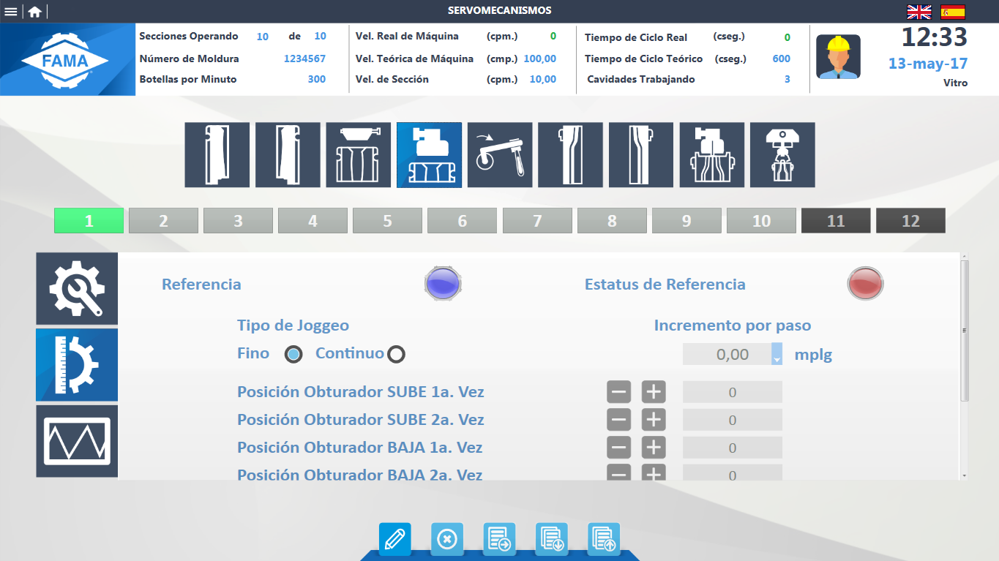 SERVOMECANISMOS
FAMA
Secciones Operando 10 de 10
Número de Moldura 1234567
Botellas por Minuto 300
Vel. Real de Máquina (cpm.) 0
Vel. Teórica de Máquina (cmp.) 100,00
Vel. de Sección (cpm.) 10,00
Tiempo de Ciclo Real (cseg.) 0
Tiempo de Ciclo Teórico (cseg.) 600
Cavidades Trabajando 3
12:33
13-may-17
Vitro
1 2 3 4 5 6 7 8 9 10 11 12
Referencia Estatus de Referencia
Tipo de Joggeo Incremento por paso
Fino Continuo 0,00 mplg
Posición Obturador SUBE 1a. Vez 0
Posición Obturador SUBE 2a. Vez 0
Posición Obturador BAJA 1a. Vez 0
Posición Obturador BAJA 2a. Vez 0